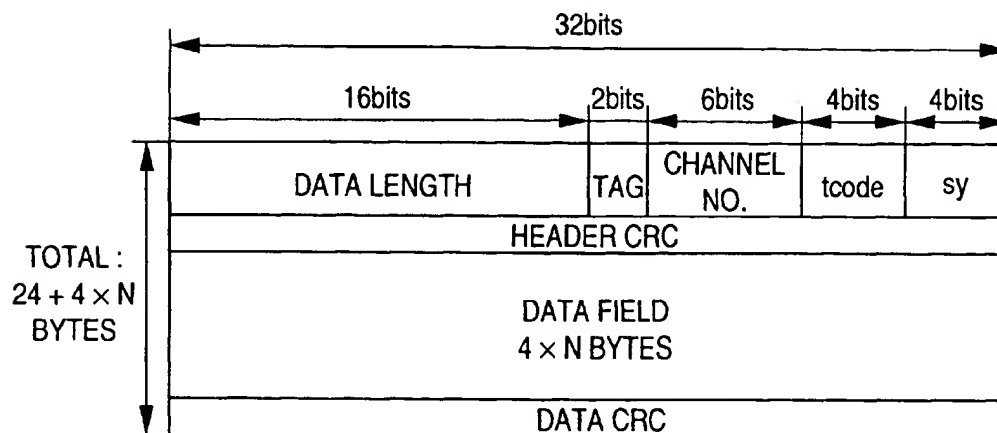 32bits
16bits 2bits 6bits 4bits 4bits
DATA LENGTH TAG CHANNEL NO. tcode sy
HEADER CRC
TOTAL :
24 + 4 × N
BYTES
DATA FIELD
4 × N BYTES
DATA CRC